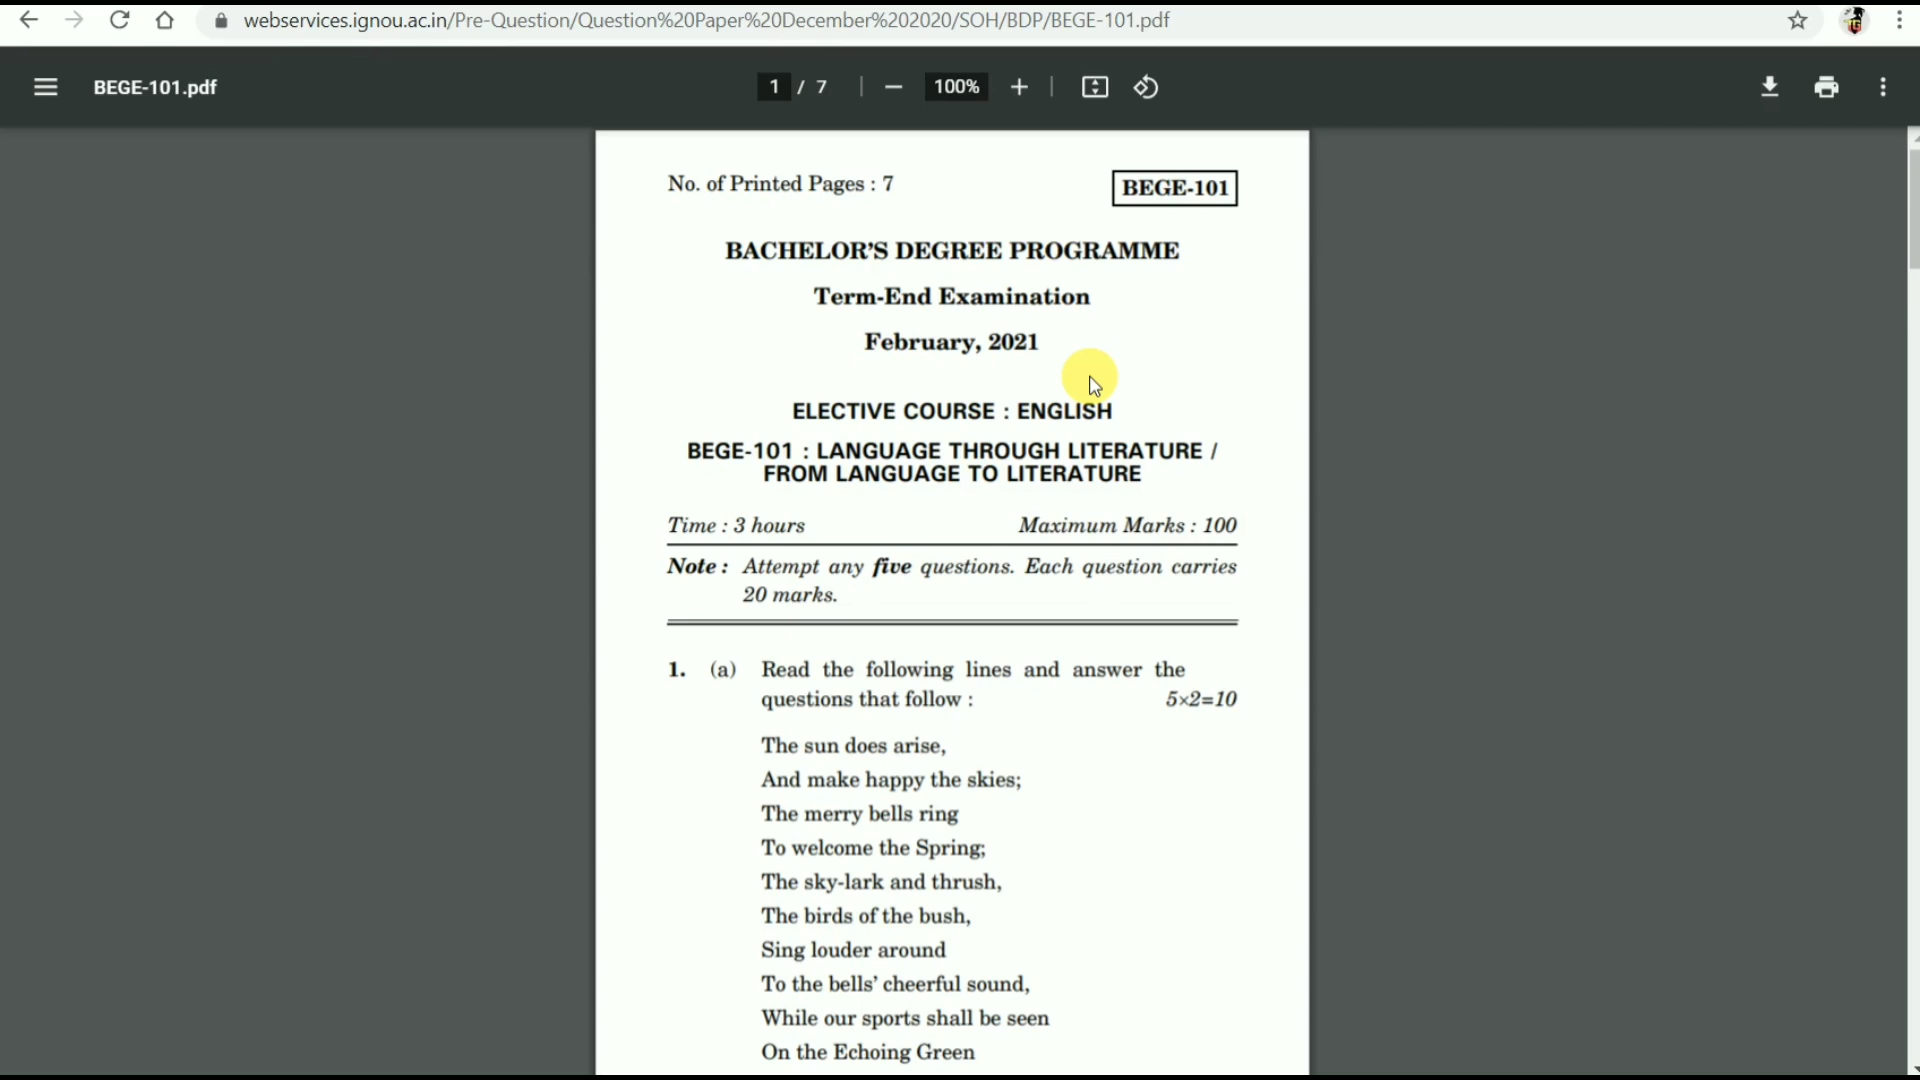 webservices.ignou.ac.in/Pre-Question/Question%20Paper%20December%202020/SOH/BDP/BEGE-101.pdf
BEGE-101.pdf
1 / 7
100%
No. of Printed Pages : 7
BEGE-101
BACHELOR'S DEGREE PROGRAMME
Term-End Examination
February, 2021
ELECTIVE COURSE : ENGLISH
BEGE-101 : LANGUAGE THROUGH LITERATURE /
FROM LANGUAGE TO LITERATURE
Time : 3 hours Maximum Marks : 100
Note : Attempt any five questions. Each question carries
20 marks.
1. (a) Read the following lines and answer the
questions that follow : 5×2=10
The sun does arise,
And make happy the skies;
The merry bells ring
To welcome the Spring;
The sky-lark and thrush,
The birds of the bush,
Sing louder around
To the bells' cheerful sound,
While our sports shall be seen
On the Echoing Green